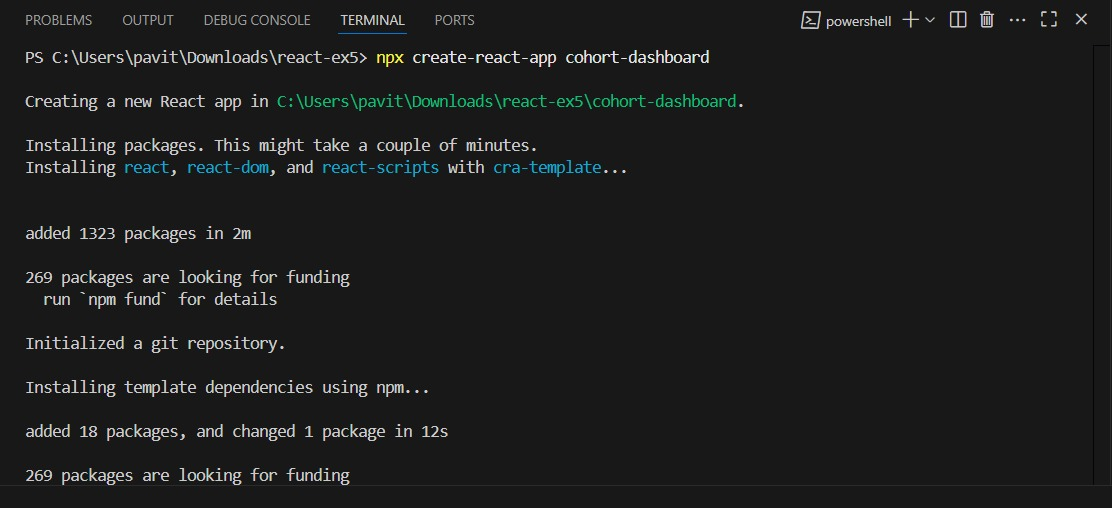 PROBLEMS OUTPUT DEBUG CONSOLE TERMINAL PORTS powershell
PS C:\Users\pavit\Downloads\react-ex5> npx create-react-app cohort-dashboard
Creating a new React app in C:\Users\pavit\Downloads\react-ex5\cohort-dashboard.
Installing packages. This might take a couple of minutes.
Installing react, react-dom, and react-scripts with cra-template...
added 1323 packages in 2m
269 packages are looking for funding
  run `npm fund` for details
Initialized a git repository.
Installing template dependencies using npm...
added 18 packages, and changed 1 package in 12s
269 packages are looking for funding